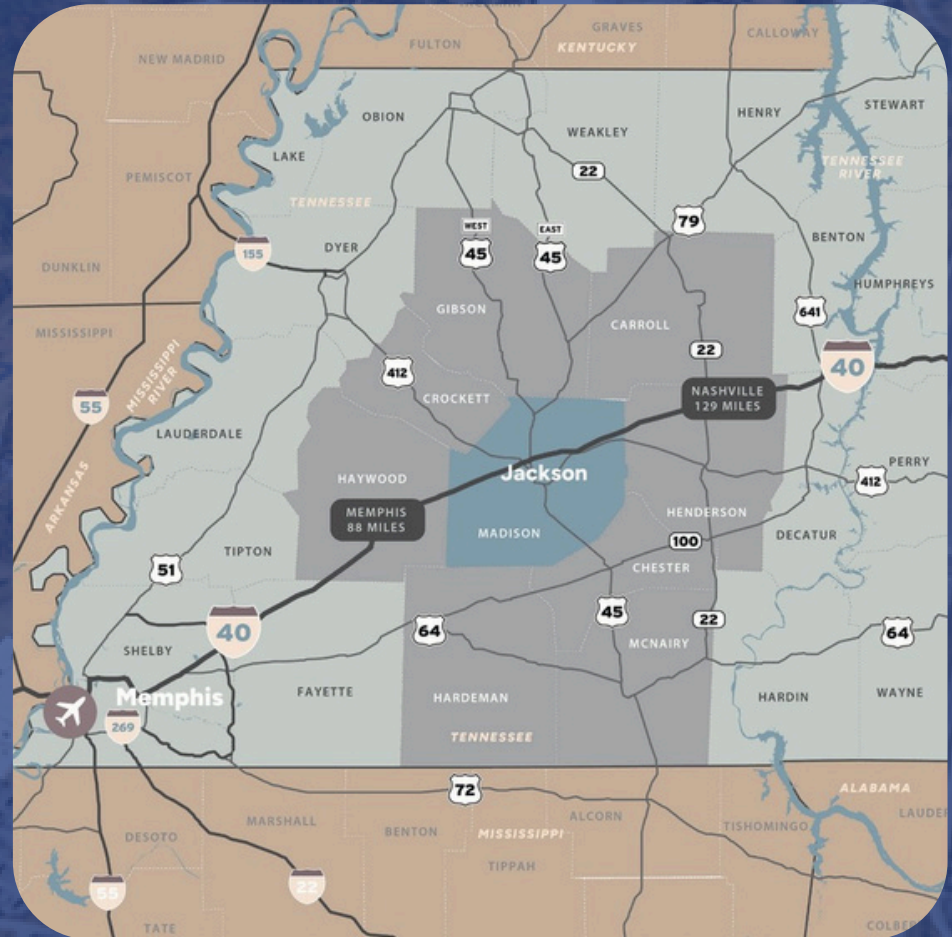 GRAVES
CALLOWAY
FULTON
KENTUCKY
NEW MADRID
STEWART
HENRY
OBION
WEAKLEY
LAKE
TENNESSEE
RIVER
22
PEMISCOT
TENNESSEE
79
WEST
45
EAST
45
BENTON
DYER
155
DUNKLIN
HUMPHREYS
GIBSON
641
CARROLL
MISSISSIPPI
22
40
MISSISSIPPI
RIVER
412
NASHVILLE
129 MILES
CROCKETT
55
LAUDERDALE
PERRY
Jackson
412
HAYWOOD
ARKANSAS
MEMPHIS
88 MILES
HENDERSON
MADISON
DECATUR
100
TIPTON
CHESTER
51
45
22
40
64
64
MCNAIRY
SHELBY
FAYETTE
HARDEMAN
HARDIN
WAYNE
Memphis
269
TENNESSEE
72
ALABAMA
MARSHALL
ALCORN
LAUDER
DESOTO
BENTON
MISSISSIPPI
TISHOMINGO
TIPPAH
55
22
TATE
COLBER